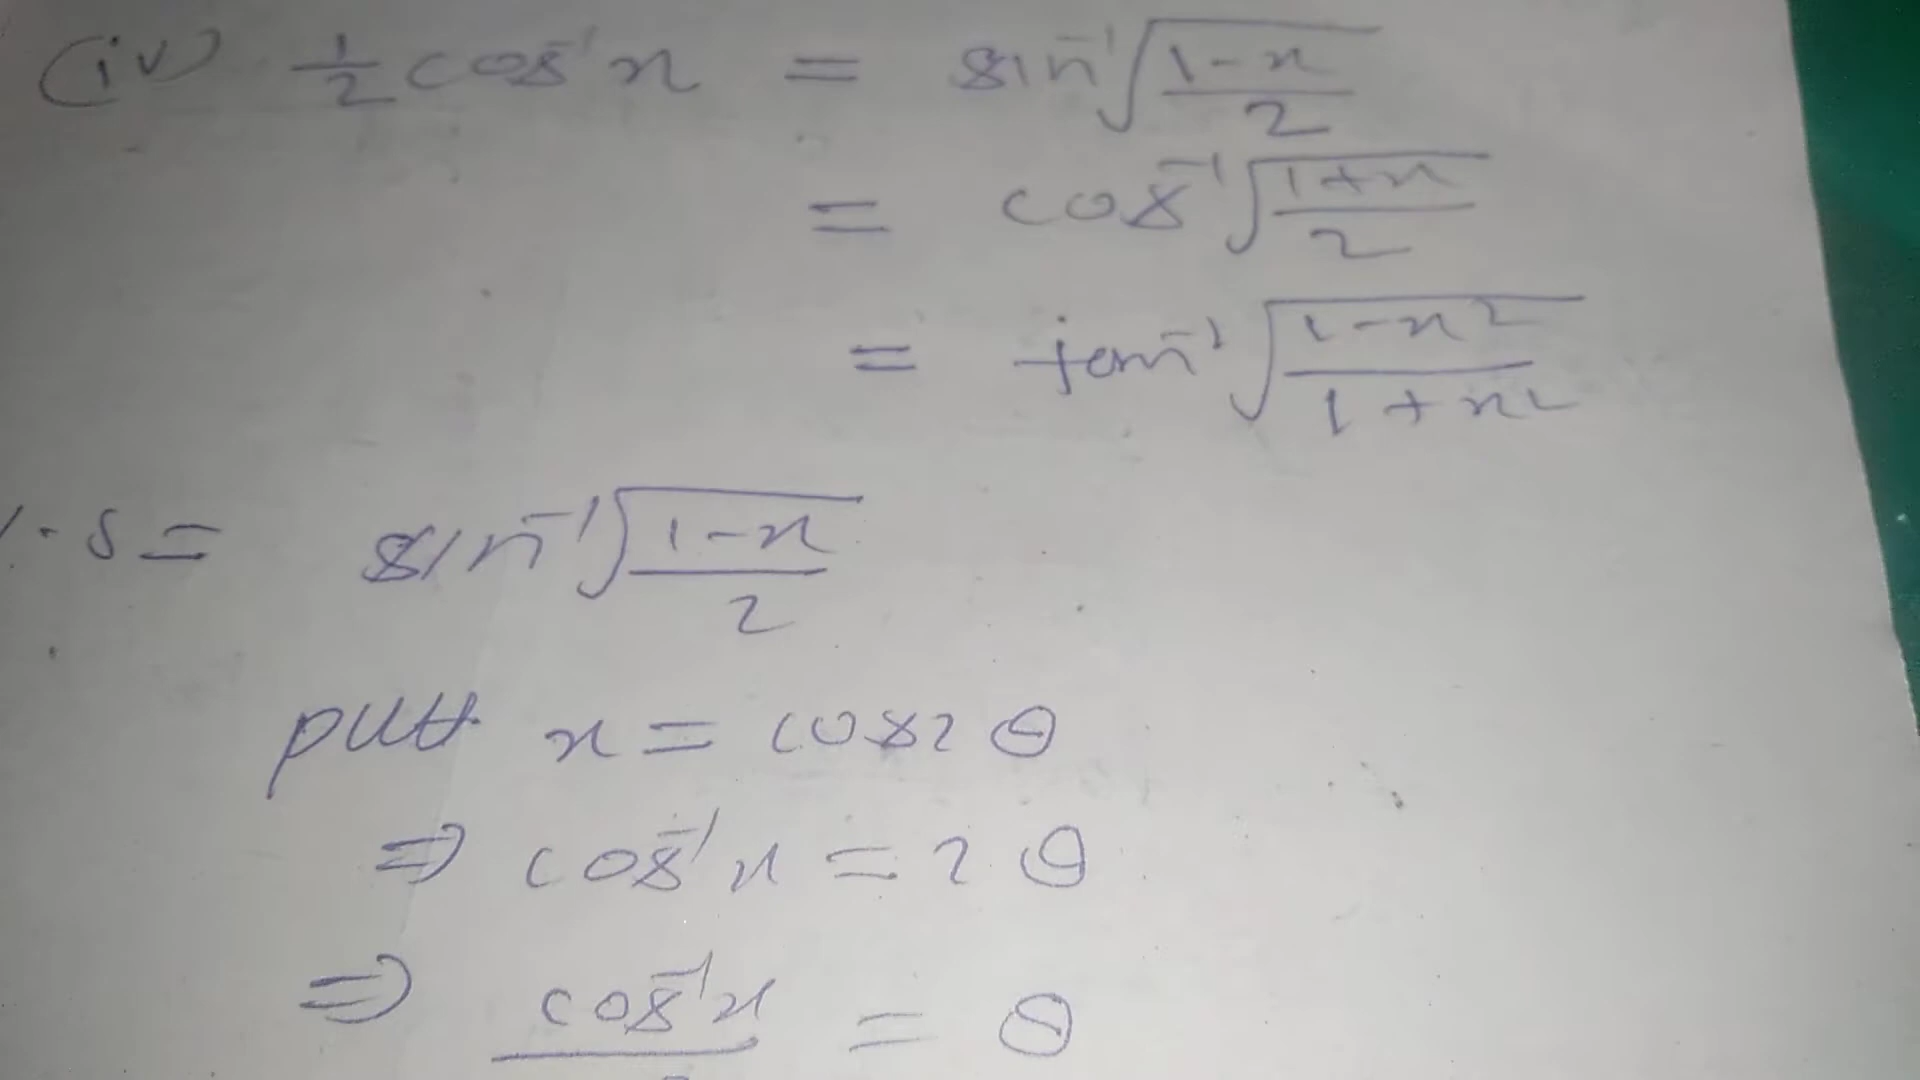 (iv) 1/2 cos⁻¹x = sin⁻¹√(1-x)/2
= cos⁻¹√(1+x)/2
= tan⁻¹√(1-x²)/(1+x²)
.S = sin⁻¹√(1-x)/2
put x = cos2θ
⇒ cos⁻¹x = 2θ
⇒ cos⁻¹x = θ